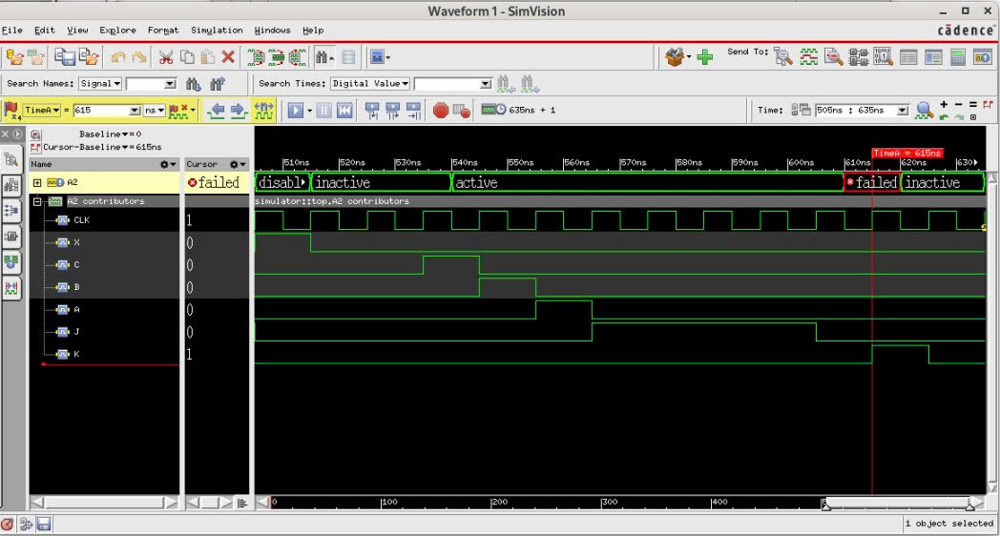 Waveform 1 - SimVision
File Edit View Explore Format Simulation Windows Help
cādence
Send To:
Search Names: Signal
Search Times: Digital Value
TimeA = 615 ns
635ns + 1
Time: 505ns : 635ns
Baseline = 0
Cursor-Baseline = 615ns
TimeA = 615ns
Name
Cursor
510ns 520ns 530ns 540ns 550ns 560ns 570ns 580ns 590ns 600ns 610ns 620ns 630
A2 failed disabl inactive active failed inactive
A2 contributors simulator::top.A2 contributors
CLK 1
X 0
C 0
B 0
A 0
J 0
K 1
0 100 200 300 400
1 object selected